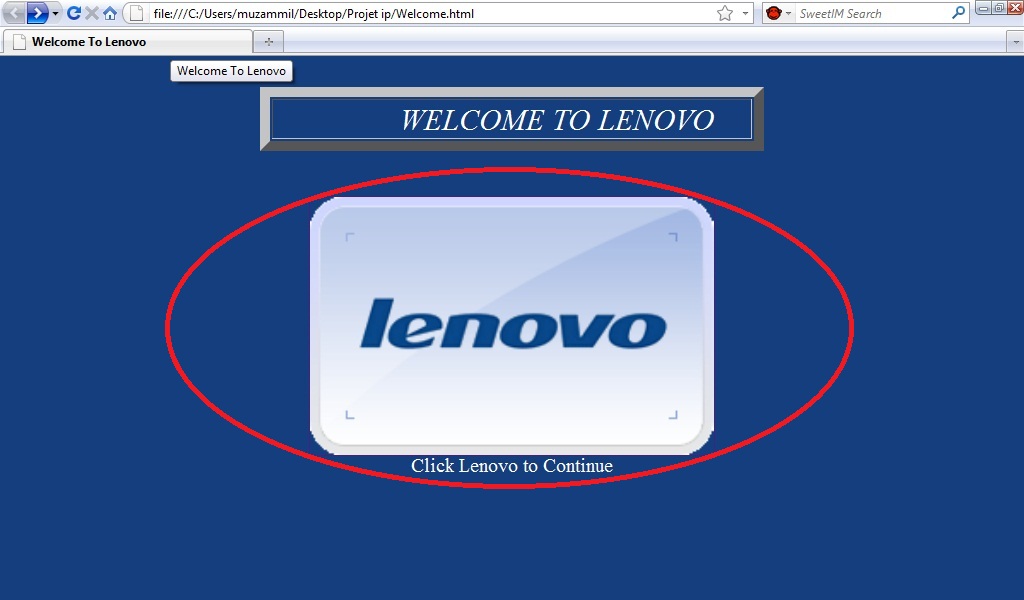 file:///C:/Users/muzammil/Desktop/Projet ip/Welcome.html
SweetIM Search
Welcome To Lenovo
Welcome To Lenovo
WELCOME TO LENOVO
lenovo
Click Lenovo to Continue